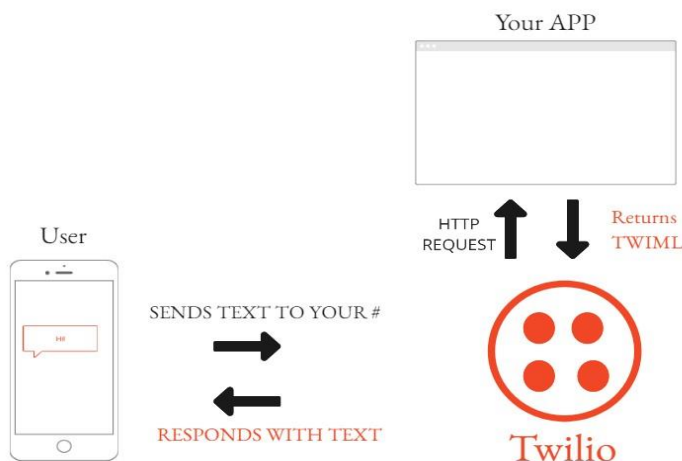 Your APP
HTTP
REQUEST
Returns
TWIML
User
SENDS TEXT TO YOUR #
RESPONDS WITH TEXT
Twilio